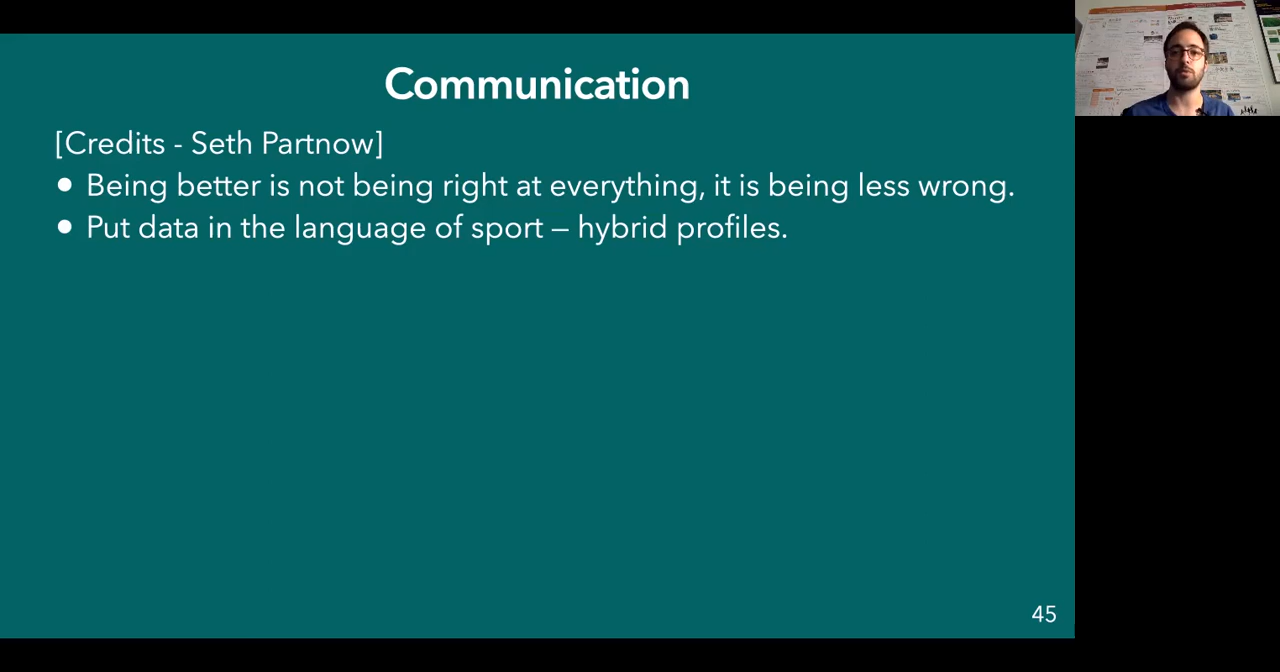 Communication
[Credits - Seth Partnow]
● Being better is not being right at everything, it is being less wrong.
● Put data in the language of sport – hybrid profiles.
45